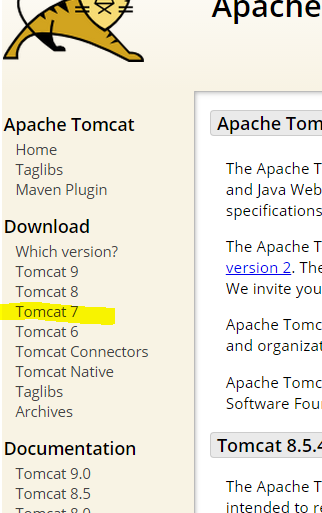 Apache
Apache Tomcat
Home
Taglibs
Maven Plugin
Download
Which version?
Tomcat 9
Tomcat 8
Tomcat 7
Tomcat 6
Tomcat Connectors
Tomcat Native
Taglibs
Archives
Documentation
Tomcat 9.0
Tomcat 8.5
Tomcat 8.0
Apache Tom
The Apache T
and Java Web
specifications
The Apache T
version 2. The
We invite you
Apache Tomc
and organizat
Apache Tomc
Software Fou
Tomcat 8.5.4
The Apache T
intended to re